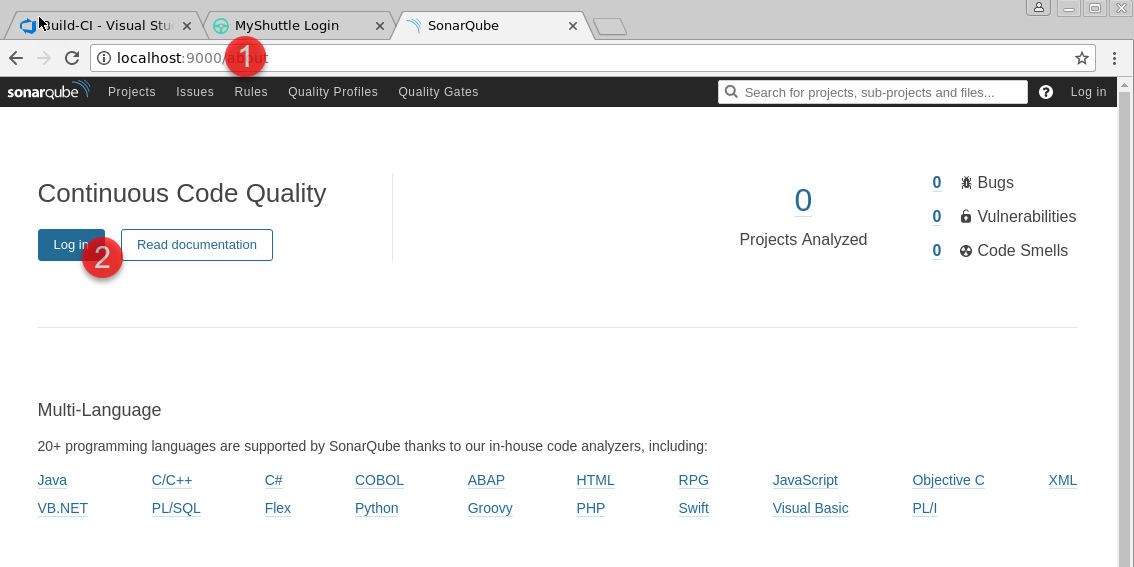 Build-CI - Visual Stu
MyShuttle Login
SonarQube
localhost:9000/about
1
sonarqube
Projects
Issues
Rules
Quality Profiles
Quality Gates
Search for projects, sub-projects and files...
Log in
Continuous Code Quality
Log in
2
Read documentation
0
Projects Analyzed
0 Bugs
0 Vulnerabilities
0 Code Smells
Multi-Language
20+ programming languages are supported by SonarQube thanks to our in-house code analyzers, including:
Java C/C++ C# COBOL ABAP HTML RPG JavaScript Objective C XML
VB.NET PL/SQL Flex Python Groovy PHP Swift Visual Basic PL/I